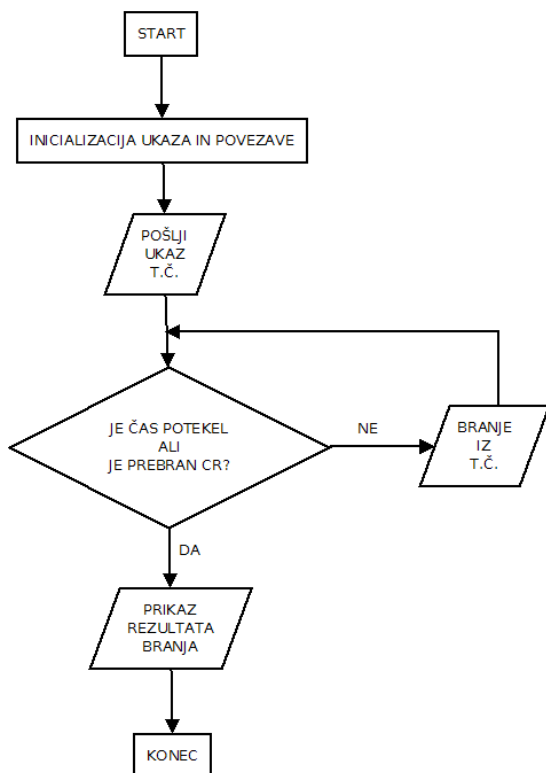 START
INICIALIZACIJA UKAZA IN POVEZAVE
POŠLJI
UKAZ
T.Č.
JE ČAS POTEKEL
ALI
JE PREBRAN CR?
NE
BRANJE
IZ
T.Č.
DA
PRIKAZ
REZULTATA
BRANJA
KONEC